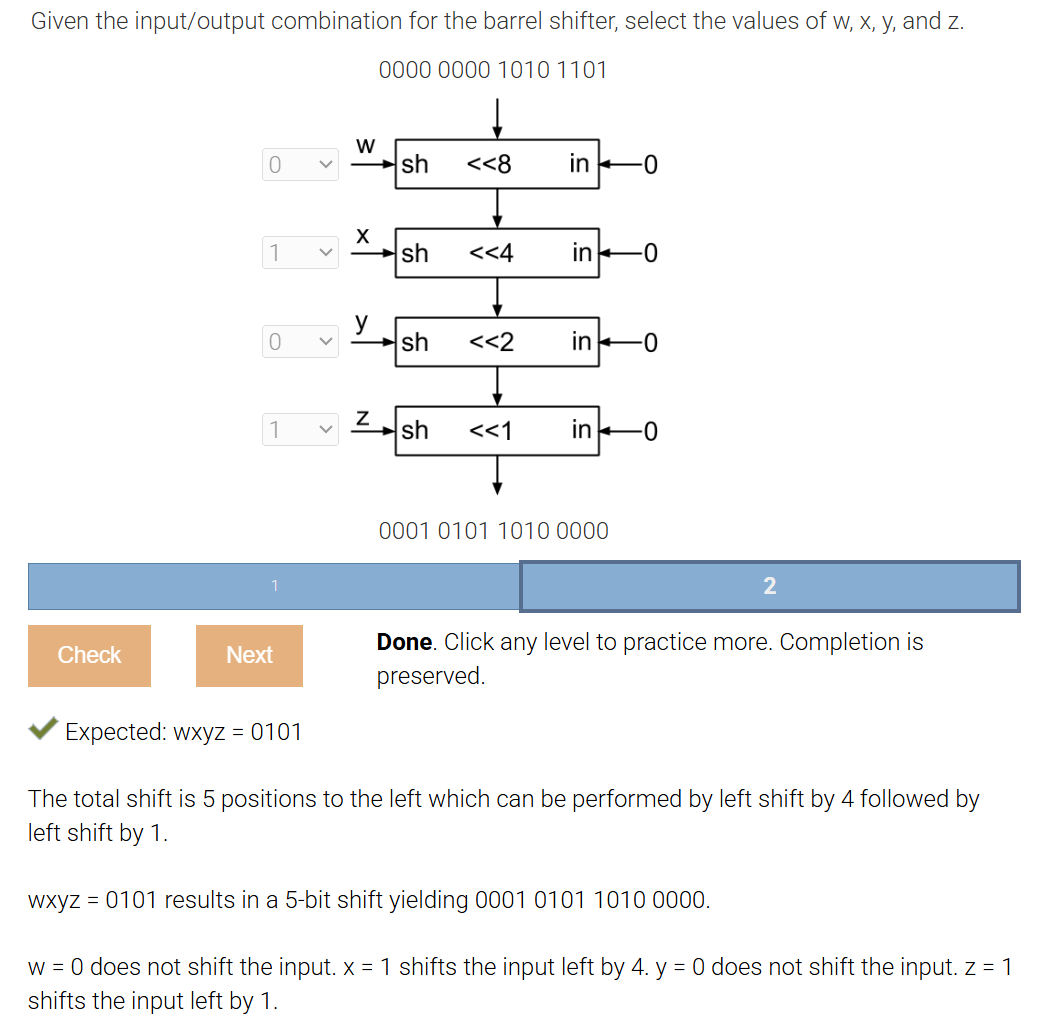 Given the input/output combination for the barrel shifter, select the values of w, x, y, and z.
0000 0000 1010 1101
0 w sh <<8 in 0
1 x sh <<4 in 0
0 y sh <<2 in 0
1 z sh <<1 in 0
0001 0101 1010 0000
1 2
Check Next Done. Click any level to practice more. Completion is
preserved.
Expected: wxyz = 0101
The total shift is 5 positions to the left which can be performed by left shift by 4 followed by
left shift by 1.
wxyz = 0101 results in a 5-bit shift yielding 0001 0101 1010 0000.
w = 0 does not shift the input. x = 1 shifts the input left by 4. y = 0 does not shift the input. z = 1
shifts the input left by 1.